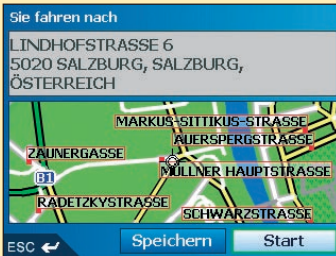 Sie fahren nach
LINDHOFSTRASSE 6
5020 SALZBURG, SALZBURG,
ÖSTERREICH
MARKUS-SITTIKUS-STRASSE
AUERSPERGSTRASSE
ZAUNERGASSE
MÜLLNER HAUPTSTRASSE
B1
RADETZKYSTRASSE
SCHWARZSTRASSE
ESC
Speichern
Start